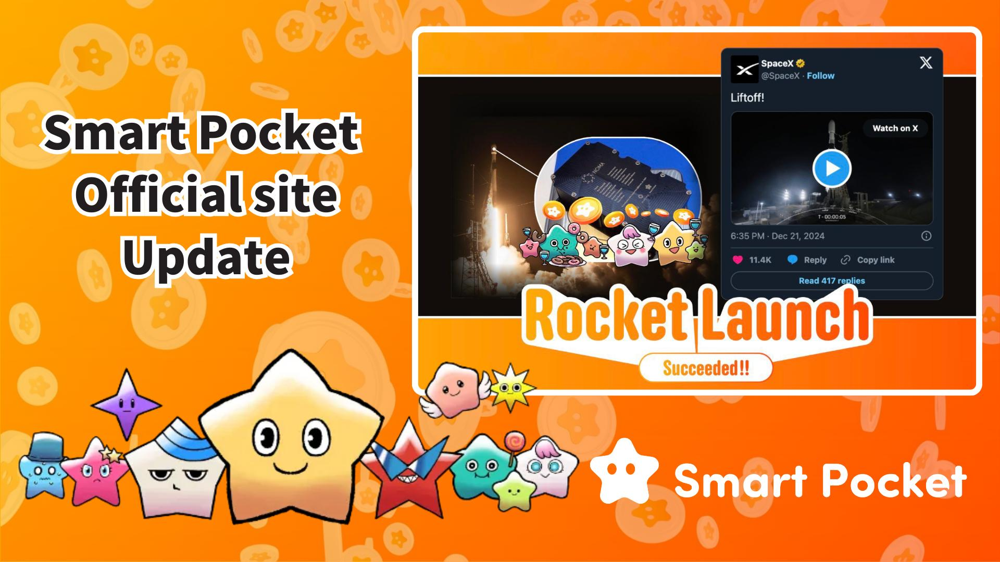 Smart Pocket
Official site
Update
SpaceX
@SpaceX · Follow
Liftoff!
Watch on X
NOMA
T - 00:00:05
6:35 PM · Dec 21, 2024
11.4K Reply Copy link
Read 417 replies
Rocket Launch
Succeeded!!
Smart Pocket